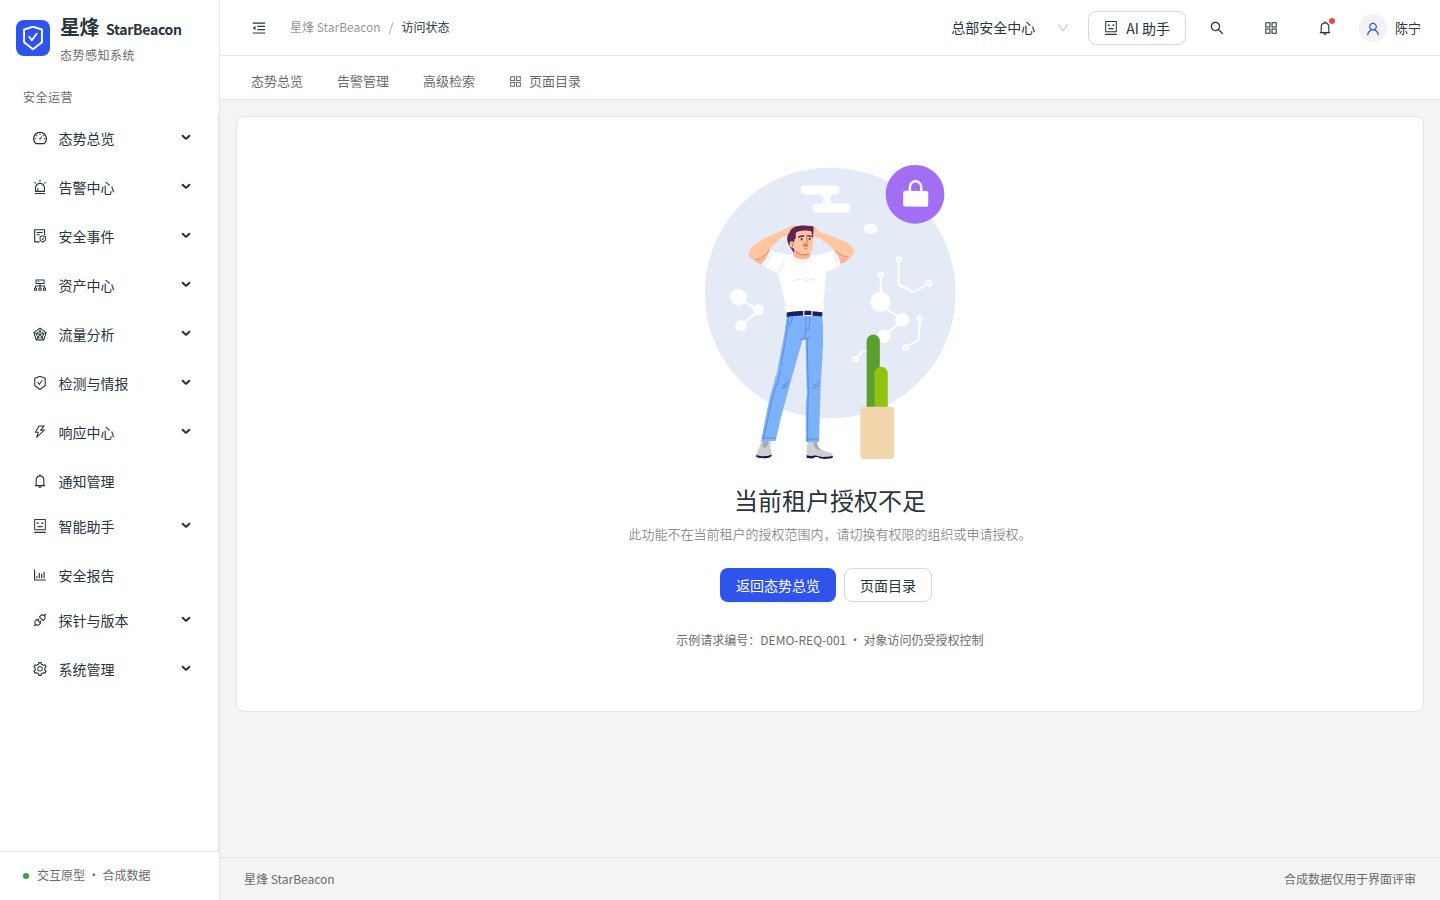 星烽 StarBeacon
态势感知系统
安全运营
态势总览
告警中心
安全事件
资产中心
流量分析
检测与情报
响应中心
通知管理
智能助手
安全报告
探针与版本
系统管理
交互原型 · 合成数据
星烽 StarBeacon / 访问状态
总部安全中心
AI 助手
陈宁
态势总览 告警管理 高级检索 页面目录
当前租户授权不足
此功能不在当前租户的授权范围内，请切换有权限的组织或申请授权。
返回态势总览 页面目录
示例请求编号：DEMO-REQ-001 · 对象访问仍受授权控制
星烽 StarBeacon
合成数据仅用于界面评审